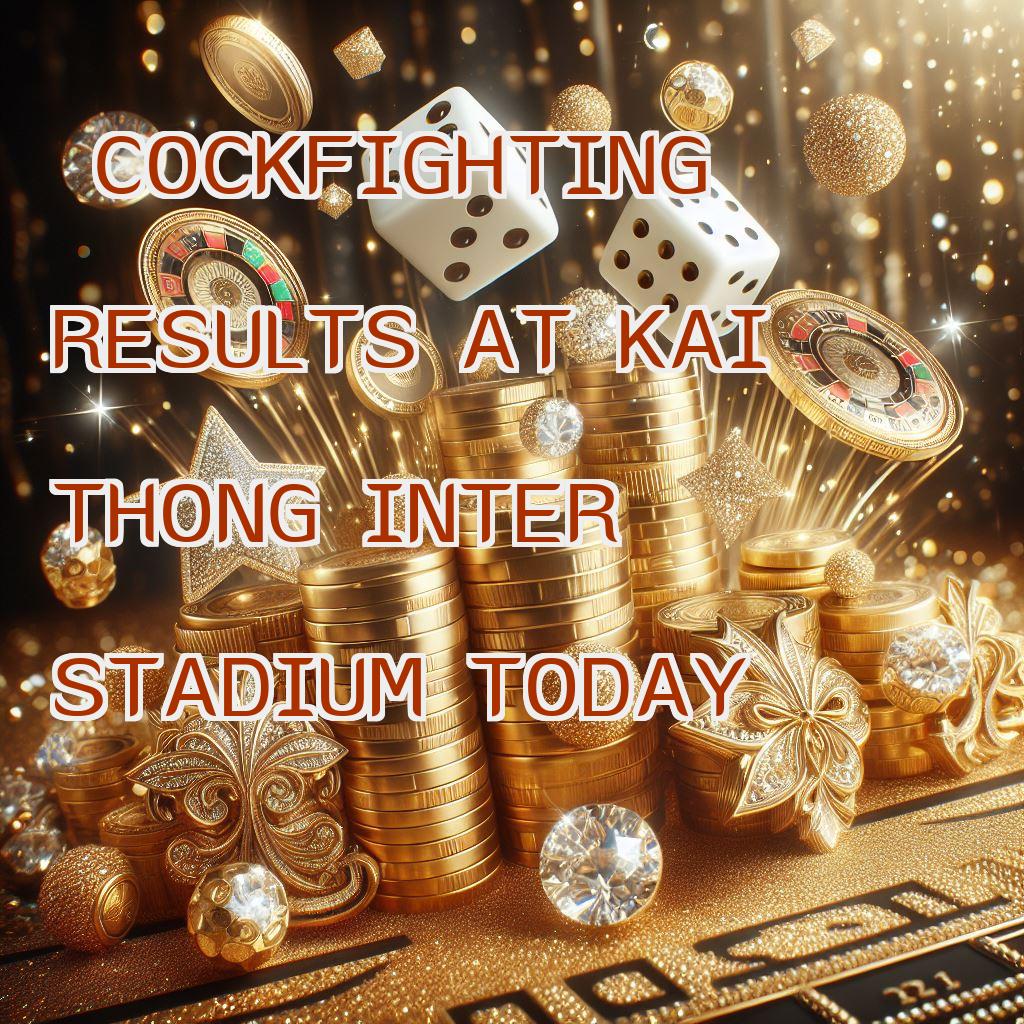 COCKFIGHTING
RESULTS AT KAI
THONG INTER
STADIUM TODAY